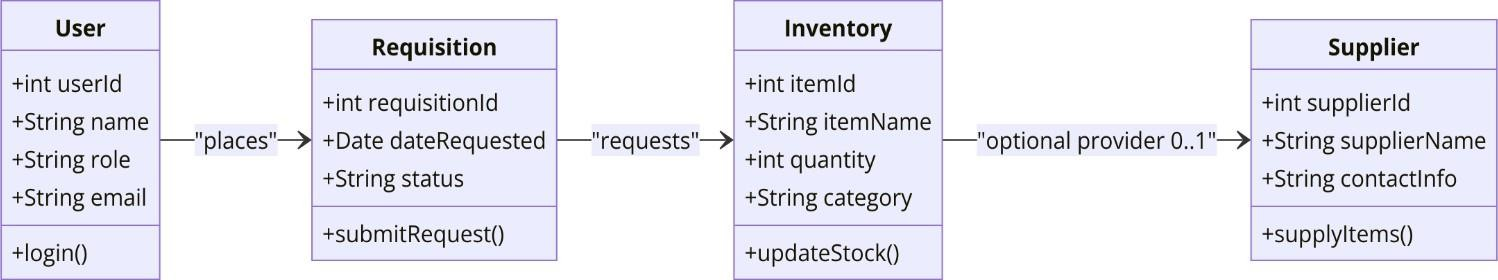 User
+int userId
+String name
+String role
+String email
+login()
"places"
Requisition
+int requisitionId
+Date dateRequested
+String status
+submitRequest()
"requests"
Inventory
+int itemId
+String itemName
+int quantity
+String category
+updateStock()
"optional provider 0..1"
Supplier
+int supplierId
+String supplierName
+String contactInfo
+supplyItems()